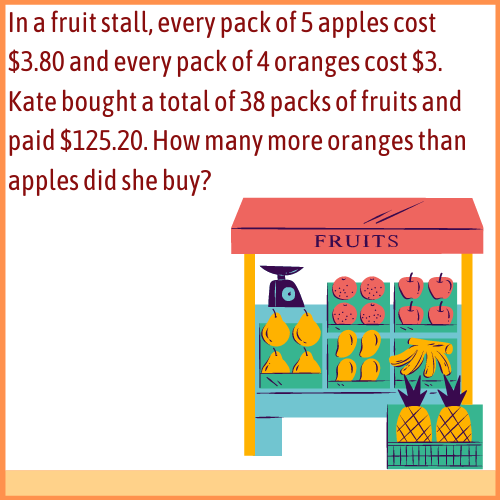 In a fruit stall, every pack of 5 apples cost
$3.80 and every pack of 4 oranges cost $3.
Kate bought a total of 38 packs of fruits and
paid $125.20. How many more oranges than
apples did she buy?
FRUITS